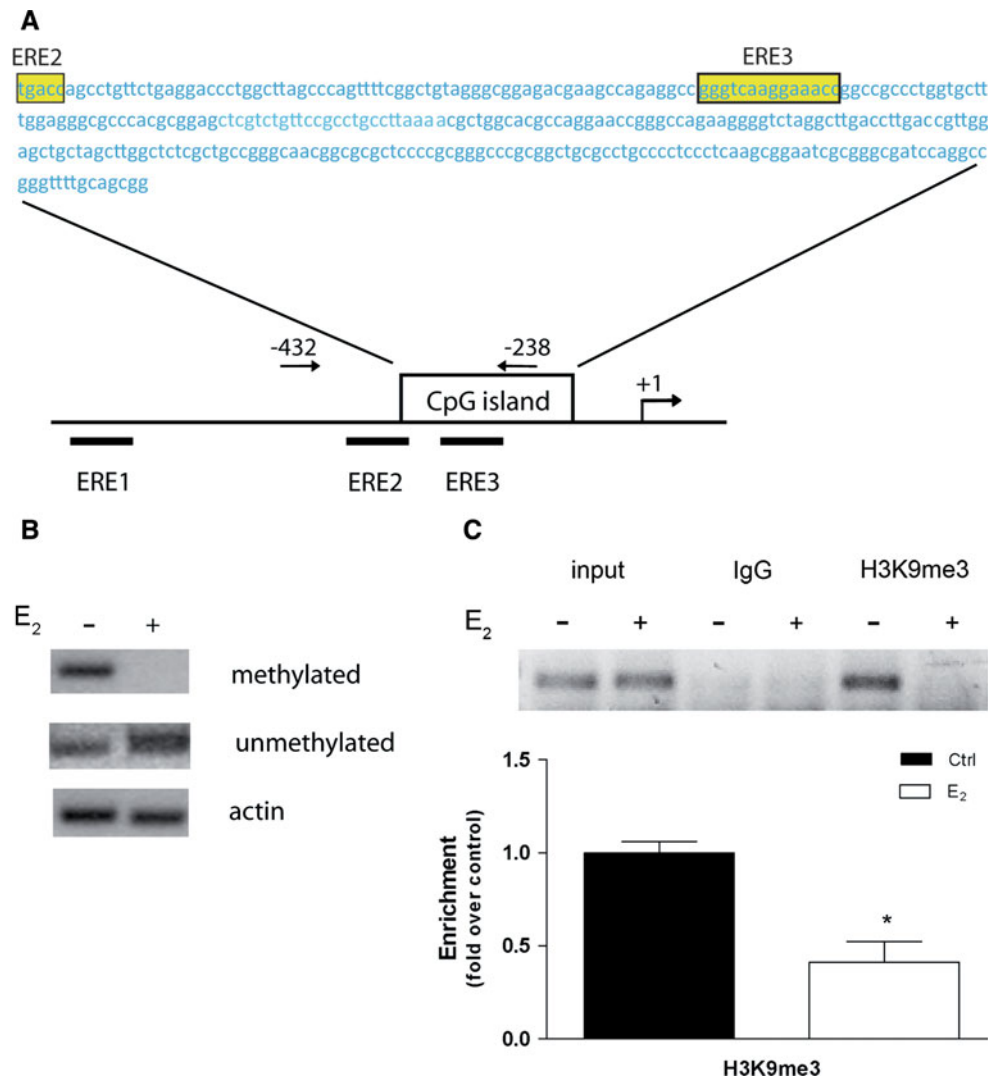 A
ERE2
ERE3
tgaccagcctgttctgaggaccctggcttagcccagttttcggctgtagggcggagacgaagccagaggccgggtcaaggaaaccggccgccctggtgctt
tggagggcgcccacgcggagctcgtctgttccgcctgccttaaaacgctggcacgccaggaaccgggccagaaggggtctaggcttgaccttgaccgttgg
agctgctagcttggctctcgctgccgggcaacggcgcgctccccgcgggcccgcggctgcgcctgcccctccctcaagcggaatcgcgggcgatccaggcc
gggttttgcagcgg
-432
-238
+1
CpG island
ERE1
ERE2
ERE3
B
E2
- +
methylated
unmethylated
actin
C
input IgG H3K9me3
E2
- + - + - +
Ctrl
E2
Enrichment
(fold over control)
1.5
1.0
0.5
0.0
*
H3K9me3